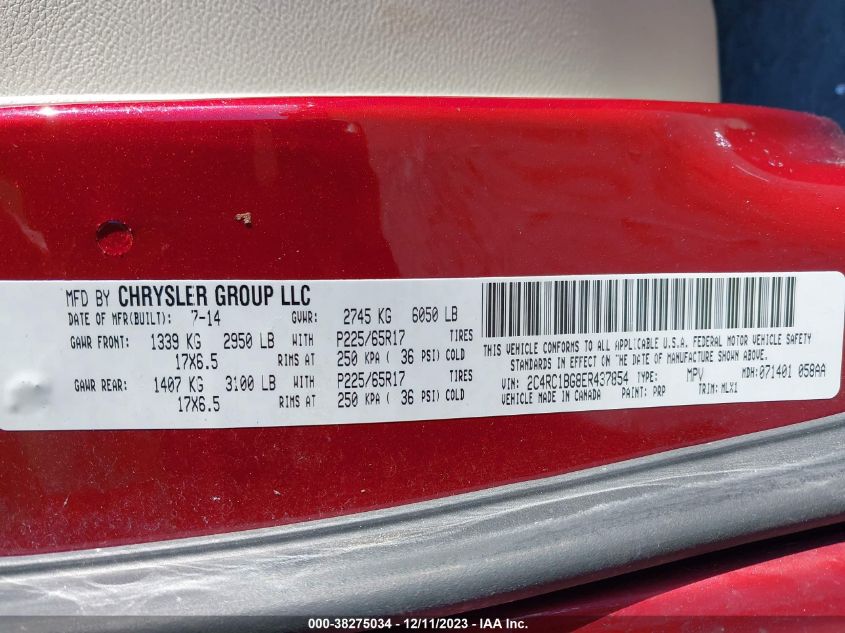 MFD BY CHRYSLER GROUP LLC
DATE OF MFR(BUILT): 7-14 GVWR: 2745 KG 6050 LB
GAWR FRONT: 1339 KG 2950 LB WITH P225/65R17 TIRES
17X6.5 RIMS AT 250 KPA ( 36 PSI) COLD
GAWR REAR: 1407 KG 3100 LB WITH P225/65R17 TIRES
17X6.5 RIMS AT 250 KPA ( 36 PSI) COLD
THIS VEHICLE CONFORMS TO ALL APPLICABLE U.S.A. FEDERAL MOTOR VEHICLE SAFETY
STANDARDS IN EFFECT ON THE DATE OF MANUFACTURE SHOWN ABOVE.
VIN: 2C4RC1BG8ER437854 TYPE: MPV MDH:071401 058AA
VEHICLE MADE IN CANADA PAINT: PRP TRIM: MLX1
000-38275034 - 12/11/2023 - IAA Inc.